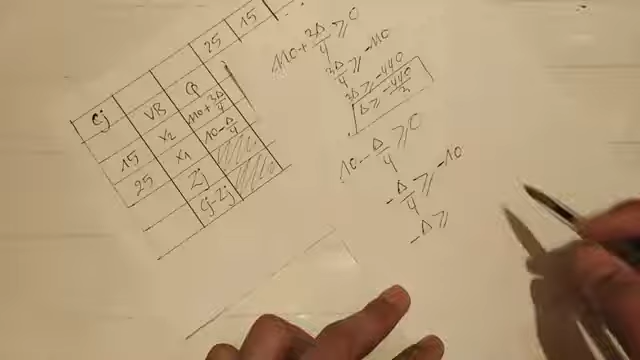 25 15 ...
Cj VB Q
15 X2 110+3Δ/4
25 X1 10-Δ/4
Zj
Cj-Zj
110+3Δ/4 ≥ 0
3Δ/4 ≥ -110
3Δ ≥ -440
Δ ≥ -440/3
10-Δ/4 ≥ 0
-Δ/4 ≥ -10
-Δ ≥